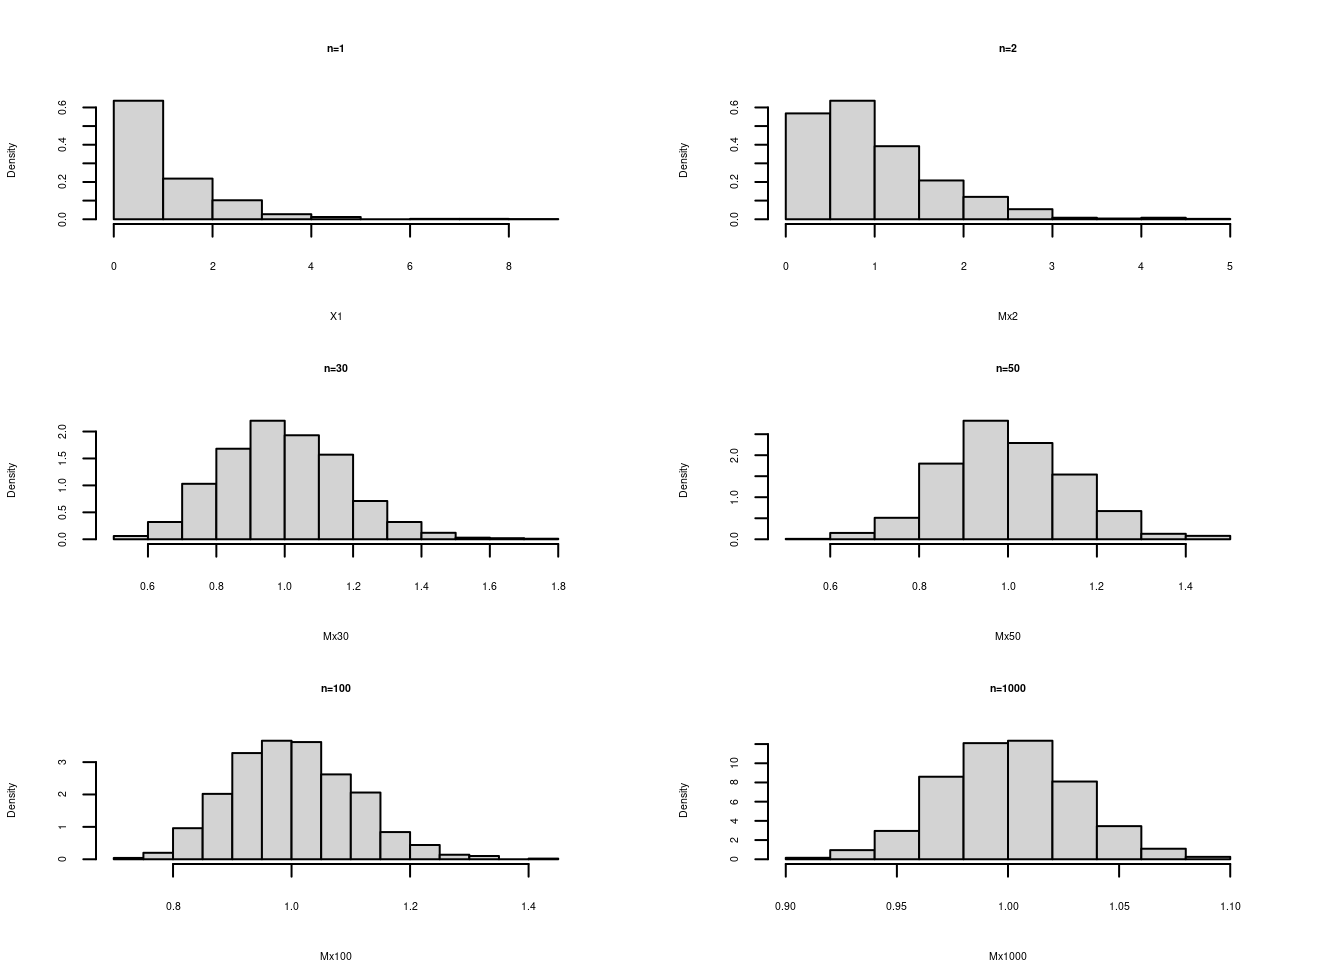 n=1
Density
0.0 0.2 0.4 0.6
0 2 4 6 8
X1
n=2
Density
0.0 0.2 0.4 0.6
0 1 2 3 4 5
Mx2
n=30
Density
0.0 0.5 1.0 1.5 2.0
0.6 0.8 1.0 1.2 1.4 1.6 1.8
Mx30
n=50
Density
0.0 1.0 2.0
0.6 0.8 1.0 1.2 1.4
Mx50
n=100
Density
0 1 2 3
0.8 1.0 1.2 1.4
Mx100
n=1000
Density
0 2 4 6 8 10
0.90 0.95 1.00 1.05 1.10
Mx1000